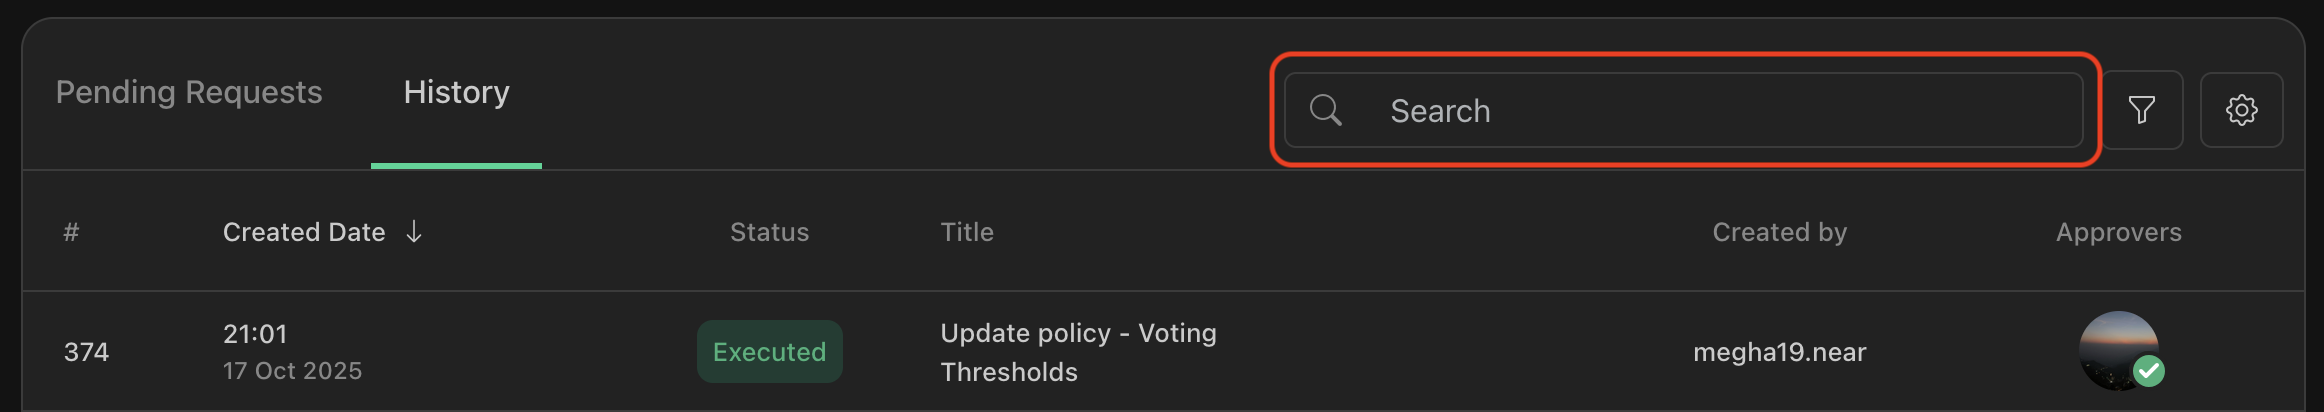 Pending Requests
History
Search
#
Created Date ↓
Status
Title
Created by
Approvers
374
21:01
17 Oct 2025
Executed
Update policy - Voting
Thresholds
megha19.near